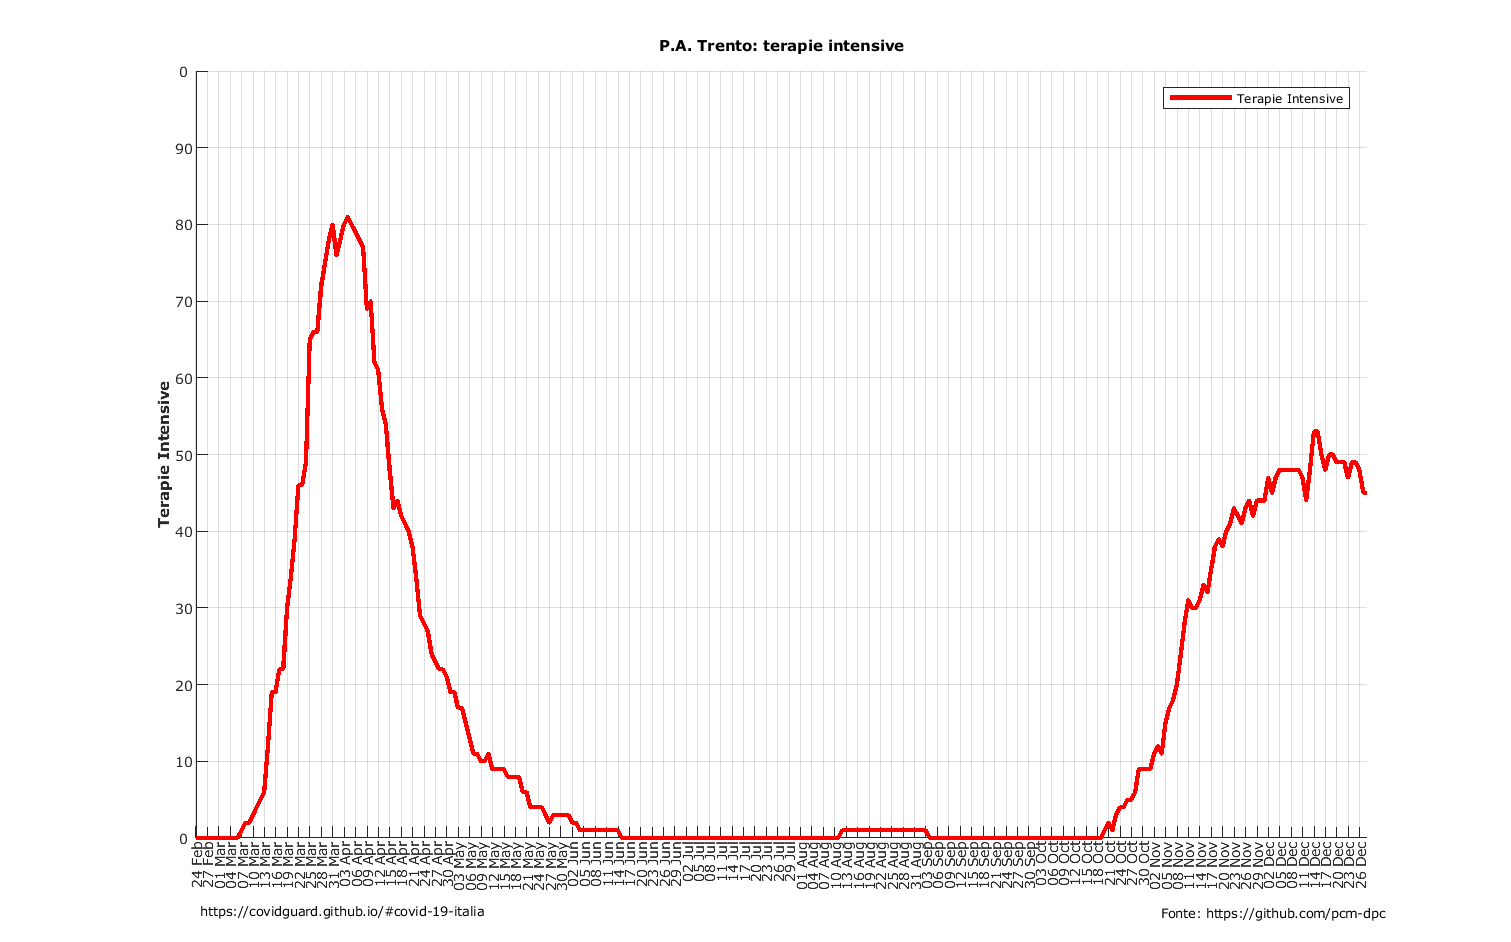 P.A. Trento: terapie intensive
Terapie Intensive
0
90
80
70
60
50
40
30
20
10
0
Terapie Intensive
24 Feb
27 Feb
01 Mar
04 Mar
07 Mar
10 Mar
13 Mar
16 Mar
19 Mar
22 Mar
25 Mar
28 Mar
31 Mar
03 Apr
06 Apr
09 Apr
12 Apr
15 Apr
18 Apr
21 Apr
24 Apr
27 Apr
30 Apr
03 May
06 May
09 May
12 May
15 May
18 May
21 May
24 May
27 May
30 May
02 Jun
05 Jun
08 Jun
11 Jun
14 Jun
17 Jun
20 Jun
23 Jun
26 Jun
29 Jun
02 Jul
05 Jul
08 Jul
11 Jul
14 Jul
17 Jul
20 Jul
23 Jul
26 Jul
29 Jul
01 Aug
04 Aug
07 Aug
10 Aug
13 Aug
16 Aug
19 Aug
22 Aug
25 Aug
28 Aug
31 Aug
03 Sep
06 Sep
09 Sep
12 Sep
15 Sep
18 Sep
21 Sep
24 Sep
27 Sep
30 Sep
03 Oct
06 Oct
09 Oct
12 Oct
15 Oct
18 Oct
21 Oct
24 Oct
27 Oct
30 Oct
02 Nov
05 Nov
08 Nov
11 Nov
14 Nov
17 Nov
20 Nov
23 Nov
26 Nov
29 Nov
02 Dec
05 Dec
08 Dec
11 Dec
14 Dec
17 Dec
20 Dec
23 Dec
26 Dec
https://covidguard.github.io/#covid-19-italia
Fonte: https://github.com/pcm-dpc